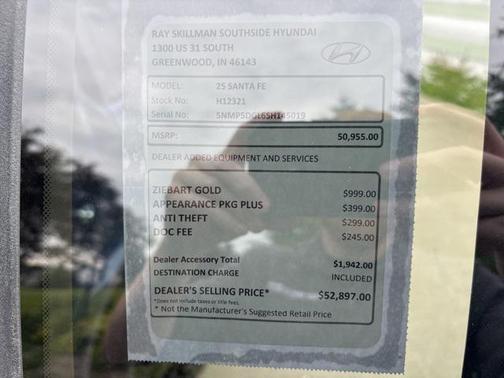 RAY SKILLMAN SOUTHSIDE HYUNDAI
1300 US 31 SOUTH
GREENWOOD, IN 46143
MODEL: 25 SANTA FE
Stock No: H12321
Serial No: 5NMP5DGL6SH145019
MSRP: 50,955.00
DEALER ADDED EQUIPMENT AND SERVICES
ZIEBART GOLD $999.00
APPEARANCE PKG PLUS $399.00
ANTI THEFT $299.00
DOC FEE $245.00
Dealer Accessory Total $1,942.00
DESTINATION CHARGE INCLUDED
DEALER'S SELLING PRICE* $52,897.00
*Does not include taxes or title fees.
* Not the Manufacturer's Suggested Retail Price